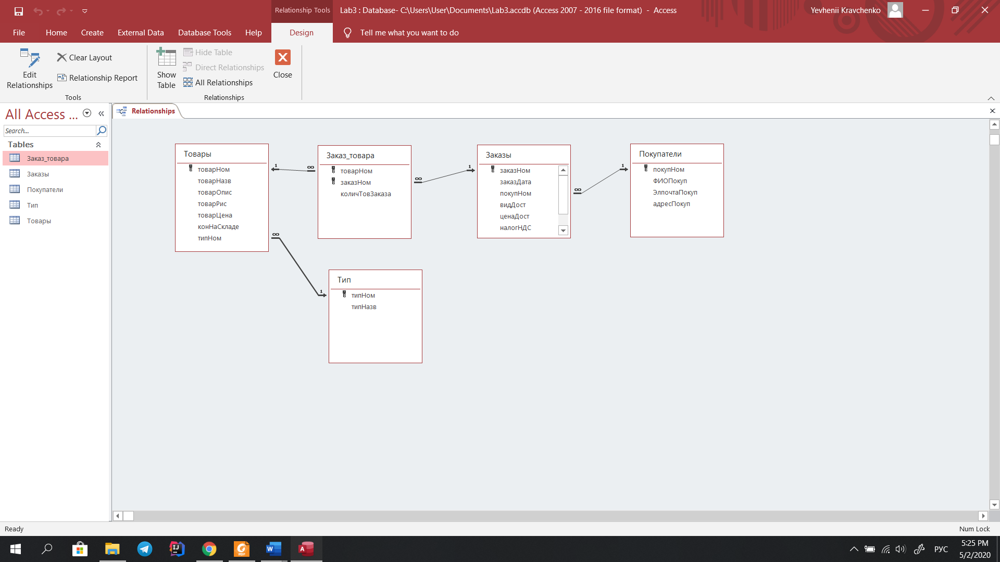 Relationship Tools
Lab3 : Database- C:\Users\User\Documents\Lab3.accdb (Access 2007 - 2016 file format) - Access
Yevhenii Kravchenko
File
Home
Create
External Data
Database Tools
Help
Design
Tell me what you want to do
Edit
Relationships
Clear Layout
Relationship Report
Tools
Show
Table
Hide Table
Direct Relationships
All Relationships
Close
Relationships
All Access ...
Search...
Tables
Заказ_товара
Заказы
Покупатели
Тип
Товары
Relationships
Товары
товарНом
товарНазв
товарОпис
товарРис
товарЦена
конНаСкладе
типНом
1
∞
Заказ_товара
товарНом
заказНом
количТовЗаказа
∞
1
Заказы
заказНом
заказДата
покупНом
видДост
ценаДост
налогНДС
∞
1
Покупатели
покупНом
ФИОПокуп
ЭлпочтаПокуп
адресПокуп
∞
1
Тип
типНом
типНазв
Ready
Num Lock
IJ
PDF
W
A
РУС
5:25 PM
5/2/2020